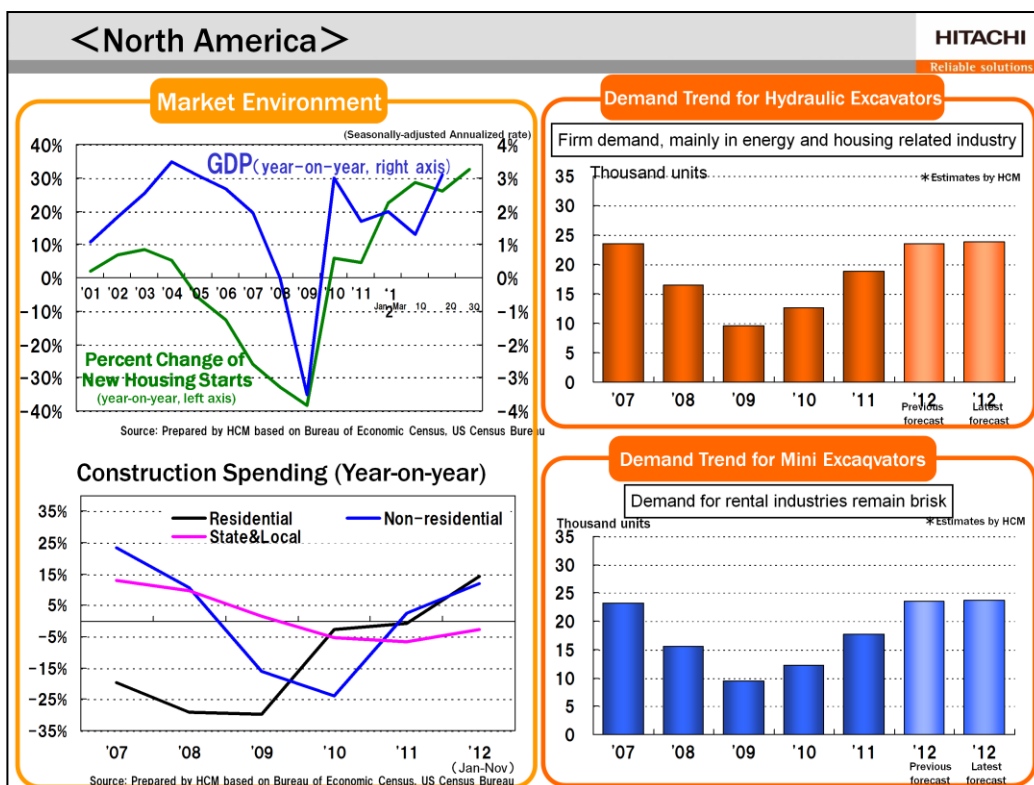 <North America>
HITACHI
Reliable solutions
Market Environment
(Seasonally-adjusted Annualized rate)
GDP(year-on-year, right axis)
40%
30%
20%
10%
0%
-10%
-20%
-30%
-40%
4%
3%
2%
1%
0%
-1%
-2%
-3%
-4%
'01 '02 '03 '04 '05 '06 '07 '08 '09 '10 '11 '12
Jan-Mar 1Q 2Q 3Q
Percent Change of
New Housing Starts
(year-on-year, left axis)
Source: Prepared by HCM based on Bureau of Economic Census, US Census Bureau
Construction Spending (Year-on-year)
Residential Non-residential
State&Local
35%
25%
15%
5%
-5%
-15%
-25%
-35%
'07 '08 '09 '10 '11 '12
(Jan-Nov)
Source: Prepared by HCM based on Bureau of Economic Census, US Census Bureau
Demand Trend for Hydraulic Excavators
Firm demand, mainly in energy and housing related industry
Thousand units
*Estimates by HCM
35
30
25
20
15
10
5
0
'07 '08 '09 '10 '11 '12 '12
Previous forecast Latest forecast
Demand Trend for Mini Excaqvators
Demand for rental industries remain brisk
Thousand units
*Estimates by HCM
35
30
25
20
15
10
5
0
'07 '08 '09 '10 '11 '12 '12
Previous forecast Latest forecast